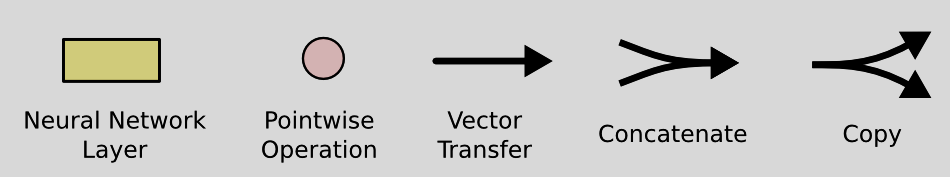 Neural Network
Layer
Pointwise
Operation
Vector
Transfer
Concatenate
Copy